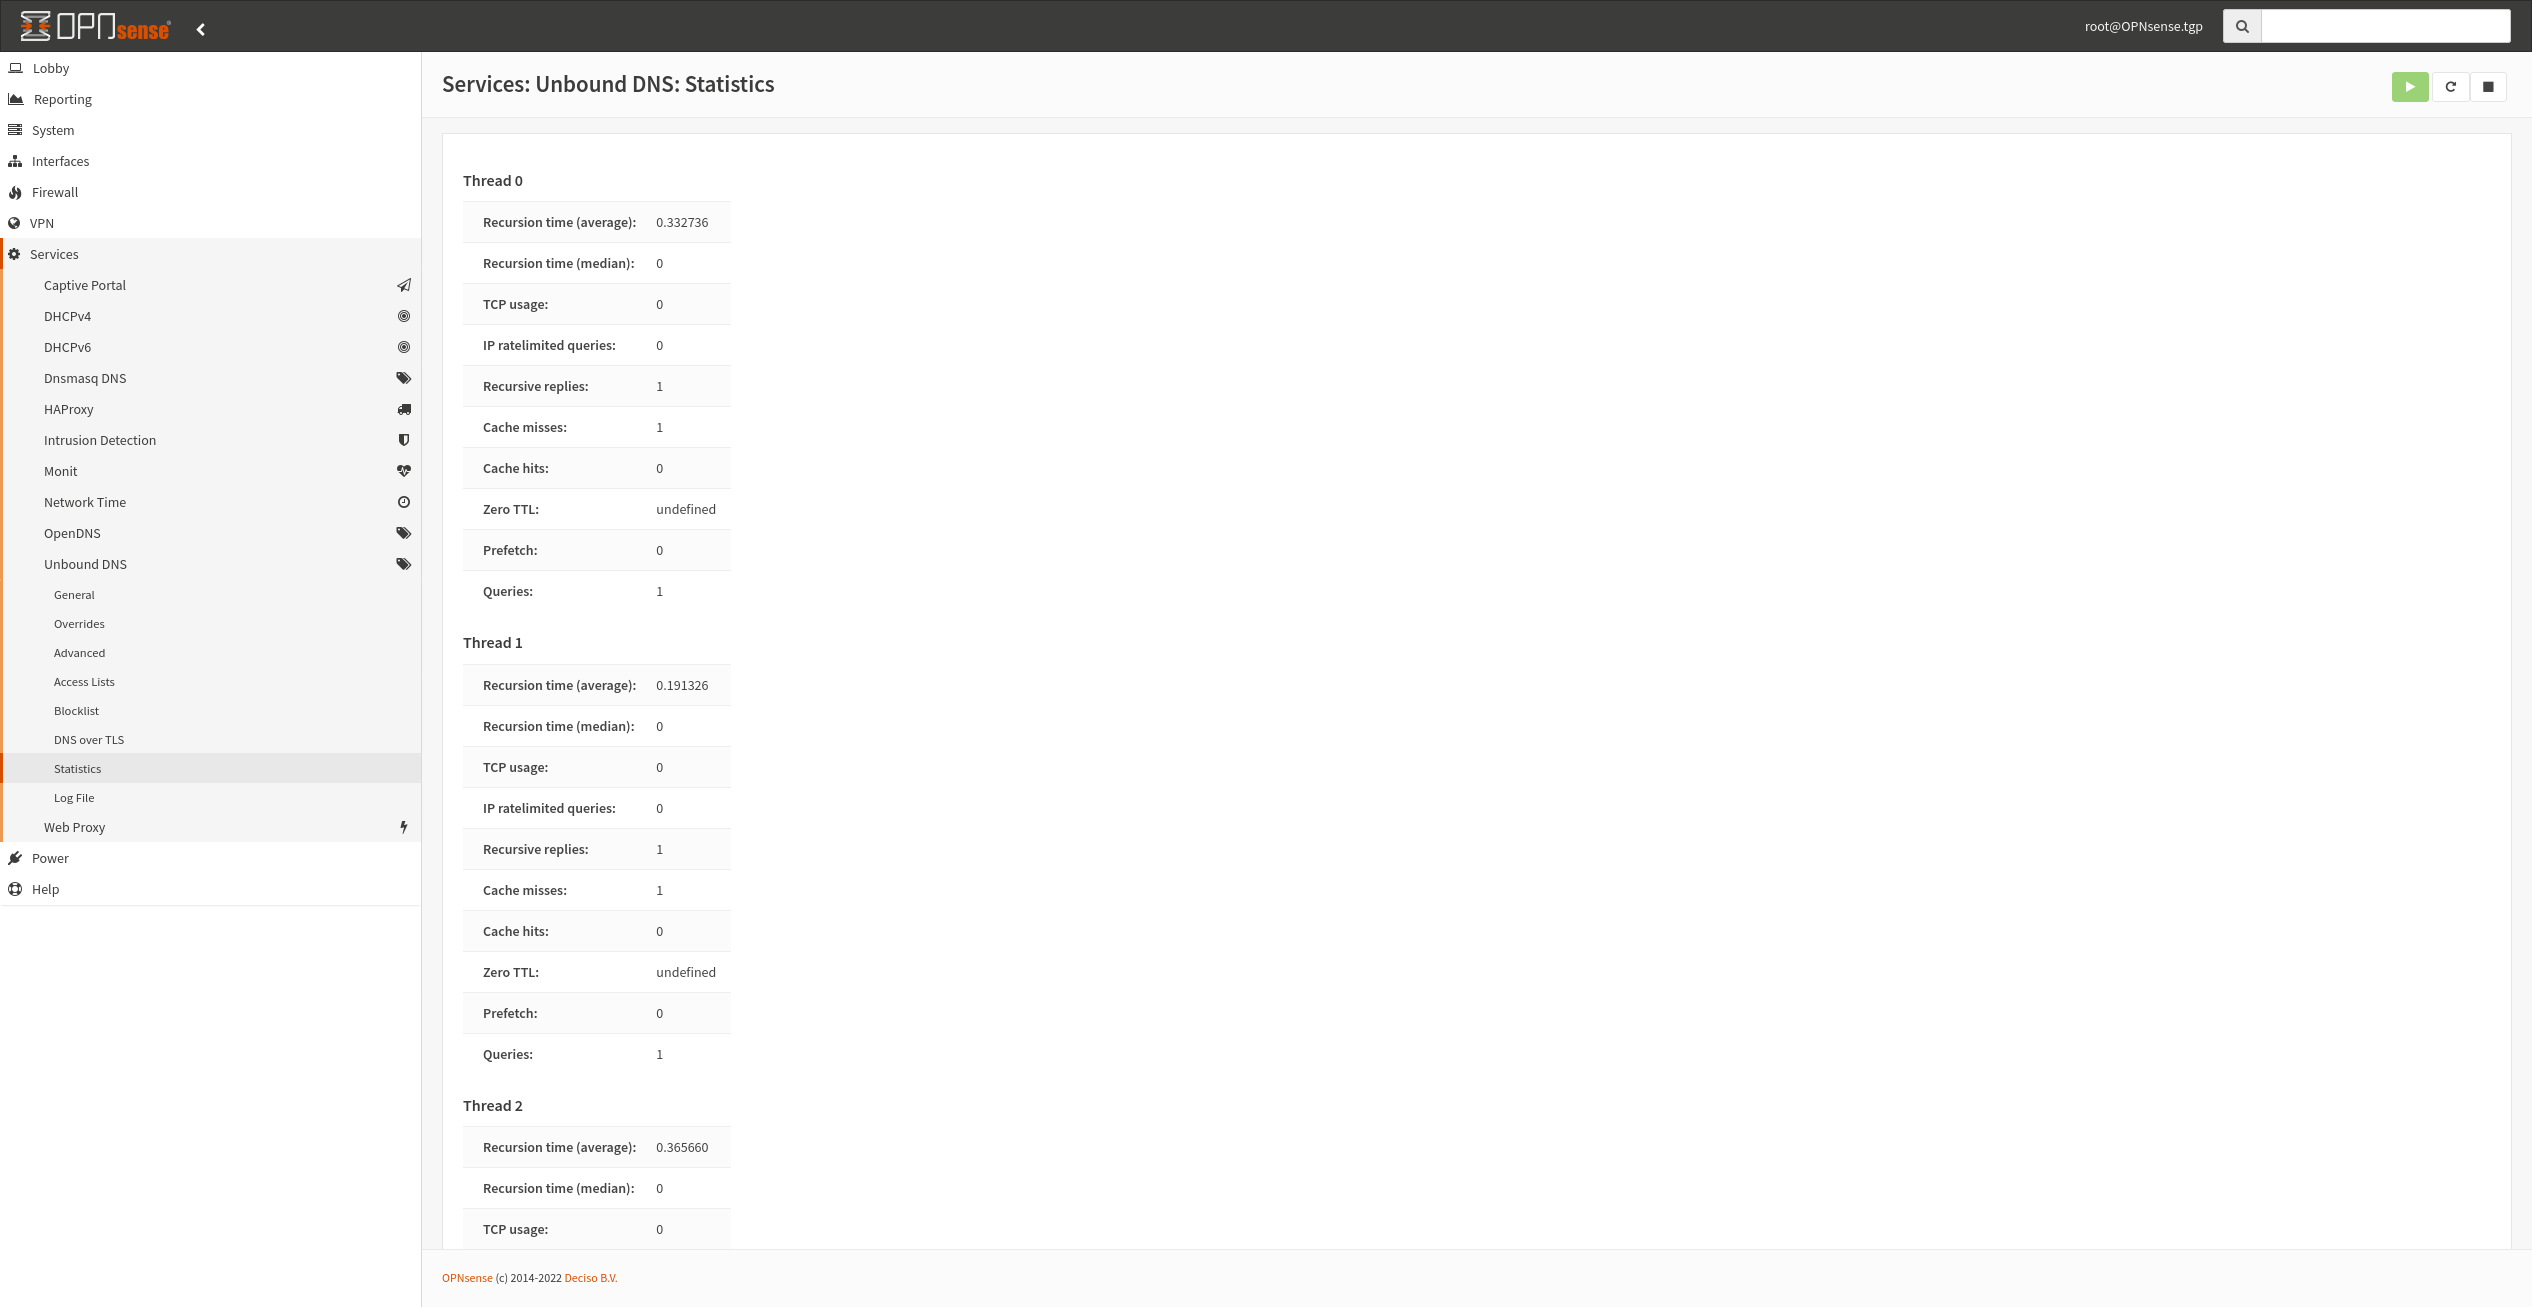 OPNsense
root@OPNsense.tgp
Lobby
Reporting
System
Interfaces
Firewall
VPN
Services
Captive Portal
DHCPv4
DHCPv6
Dnsmasq DNS
HAProxy
Intrusion Detection
Monit
Network Time
OpenDNS
Unbound DNS
General
Overrides
Advanced
Access Lists
Blocklist
DNS over TLS
Statistics
Log File
Web Proxy
Power
Help
Services: Unbound DNS: Statistics
Thread 0
Recursion time (average): 0.332736
Recursion time (median): 0
TCP usage: 0
IP ratelimited queries: 0
Recursive replies: 1
Cache misses: 1
Cache hits: 0
Zero TTL: undefined
Prefetch: 0
Queries: 1
Thread 1
Recursion time (average): 0.191326
Recursion time (median): 0
TCP usage: 0
IP ratelimited queries: 0
Recursive replies: 1
Cache misses: 1
Cache hits: 0
Zero TTL: undefined
Prefetch: 0
Queries: 1
Thread 2
Recursion time (average): 0.365660
Recursion time (median): 0
TCP usage: 0
OPNsense (c) 2014-2022 Deciso B.V.